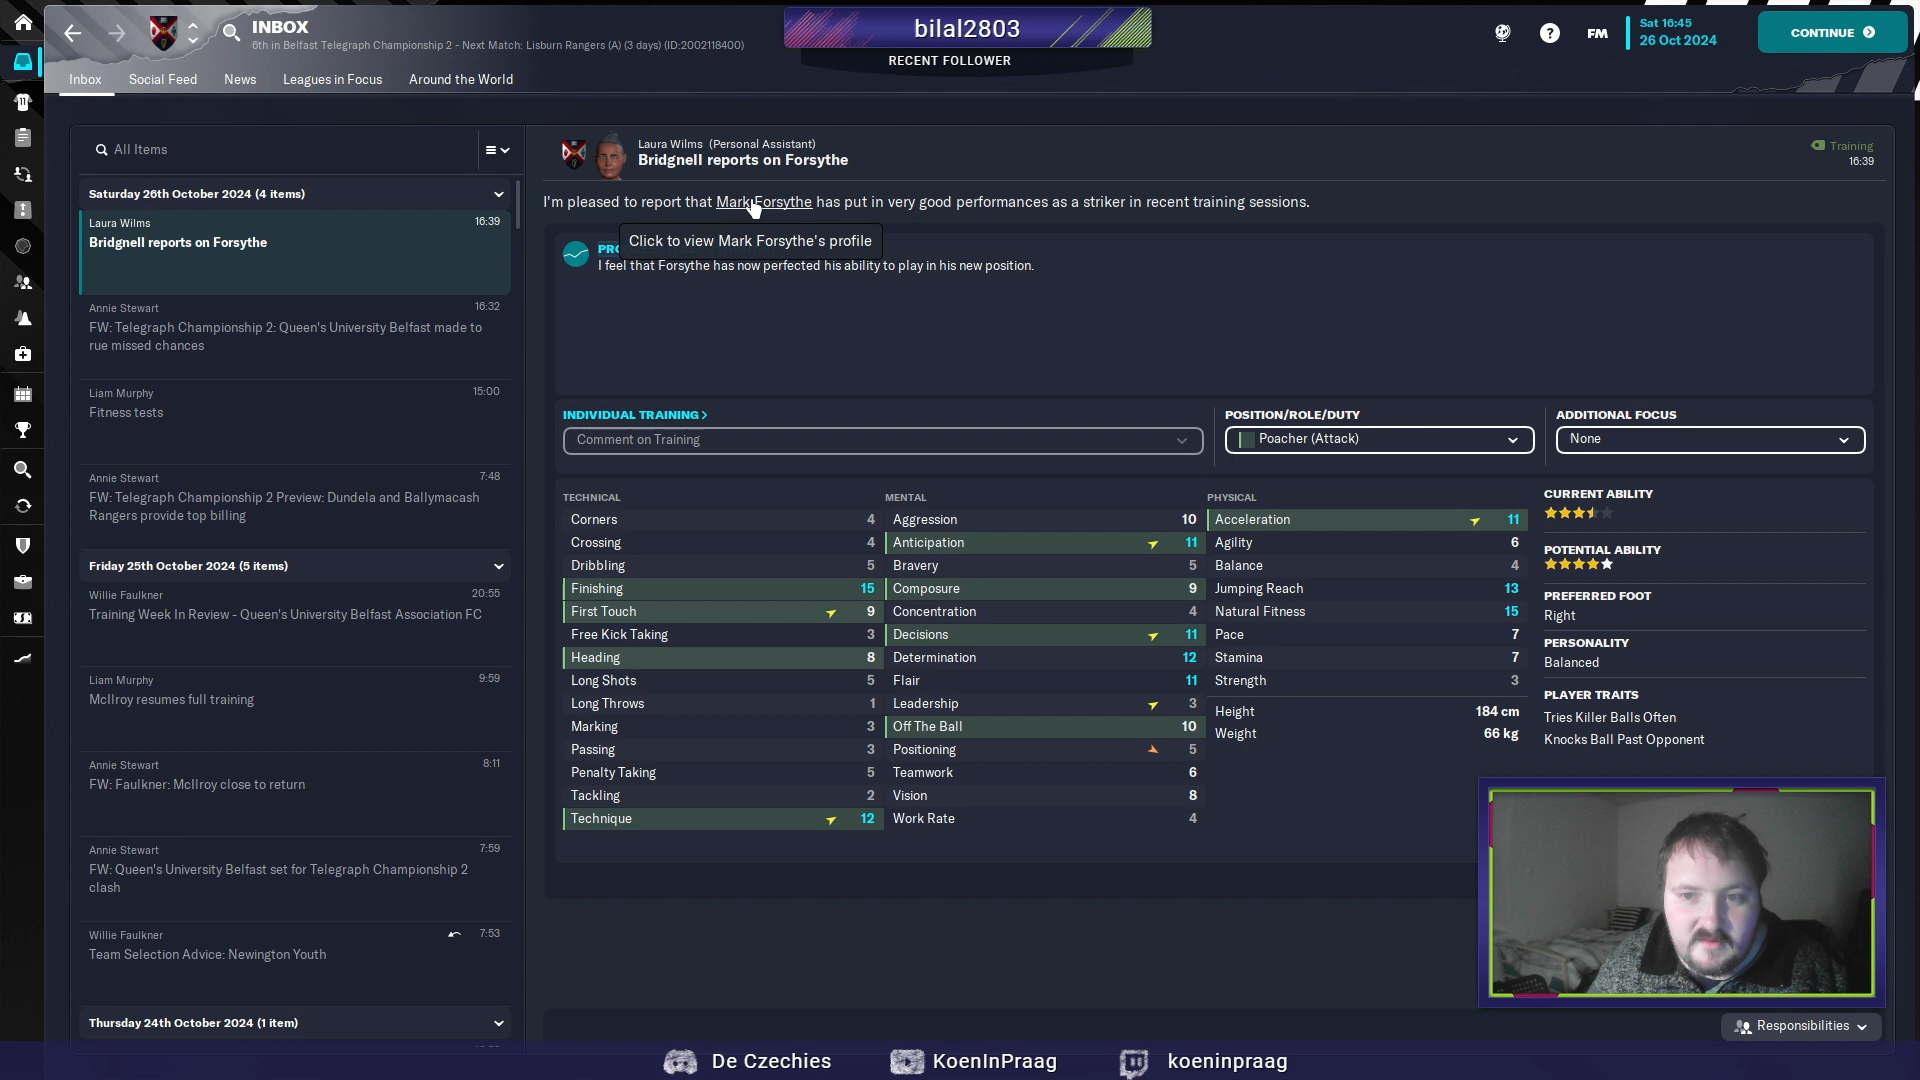 INBOX
6th in Belfast Telegraph Championship 2 - Next Match: Lisburn Rangers (A) (3 days) (ID:2002118400)
bilal2803
RECENT FOLLOWER
FM
Sat 16:45
26 Oct 2024
CONTINUE
Inbox
Social Feed
News
Leagues in Focus
Around the World
All Items
Saturday 26th October 2024 (4 items)
Laura Wilms 16:39
Bridgnell reports on Forsythe
Annie Stewart 16:32
FW: Telegraph Championship 2: Queen's University Belfast made to
rue missed chances
Liam Murphy 15:00
Fitness tests
Annie Stewart 7:48
FW: Telegraph Championship 2 Preview: Dundela and Ballymacash
Rangers provide top billing
Friday 25th October 2024 (5 items)
Willie Faulkner 20:55
Training Week In Review - Queen's University Belfast Association FC
Liam Murphy 9:59
McIlroy resumes full training
Annie Stewart 8:11
FW: Faulkner: McIlroy close to return
Annie Stewart 7:59
FW: Queen's University Belfast set for Telegraph Championship 2
clash
Willie Faulkner 7:53
Team Selection Advice: Newington Youth
Thursday 24th October 2024 (1 item)
Laura Wilms (Personal Assistant)
Bridgnell reports on Forsythe
Training
16:39
I'm pleased to report that Mark Forsythe has put in very good performances as a striker in recent training sessions.
Click to view Mark Forsythe's profile
I feel that Forsythe has now perfected his ability to play in his new position.
INDIVIDUAL TRAINING >
Comment on Training
POSITION/ROLE/DUTY
Poacher (Attack)
ADDITIONAL FOCUS
None
TECHNICAL
Corners 4
Crossing 4
Dribbling 5
Finishing 15
First Touch 9
Free Kick Taking 3
Heading 8
Long Shots 5
Long Throws 1
Marking 3
Passing 3
Penalty Taking 5
Tackling 2
Technique 12
MENTAL
Aggression 10
Anticipation 11
Bravery 5
Composure 9
Concentration 4
Decisions 11
Determination 12
Flair 11
Leadership 3
Off The Ball 10
Positioning 5
Teamwork 6
Vision 8
Work Rate 4
PHYSICAL
Acceleration 11
Agility 6
Balance 4
Jumping Reach 13
Natural Fitness 15
Pace 7
Stamina 7
Strength 3
Height 184 cm
Weight 66 kg
CURRENT ABILITY
POTENTIAL ABILITY
PREFERRED FOOT
Right
PERSONALITY
Balanced
PLAYER TRAITS
Tries Killer Balls Often
Knocks Ball Past Opponent
Responsibilities
De Czechies
KoenInPraag
koeninpraag